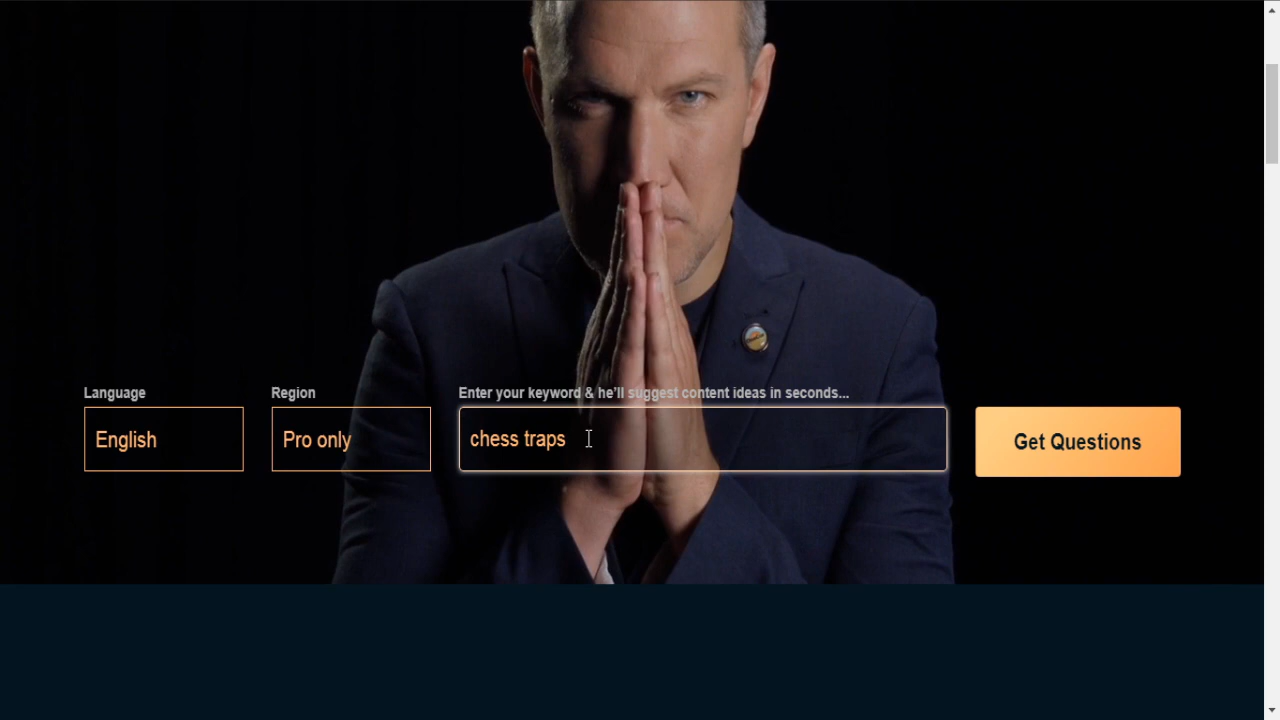 Language
Region
Enter your keyword & he'll suggest content ideas in seconds...
English
Pro only
chess traps
Get Questions